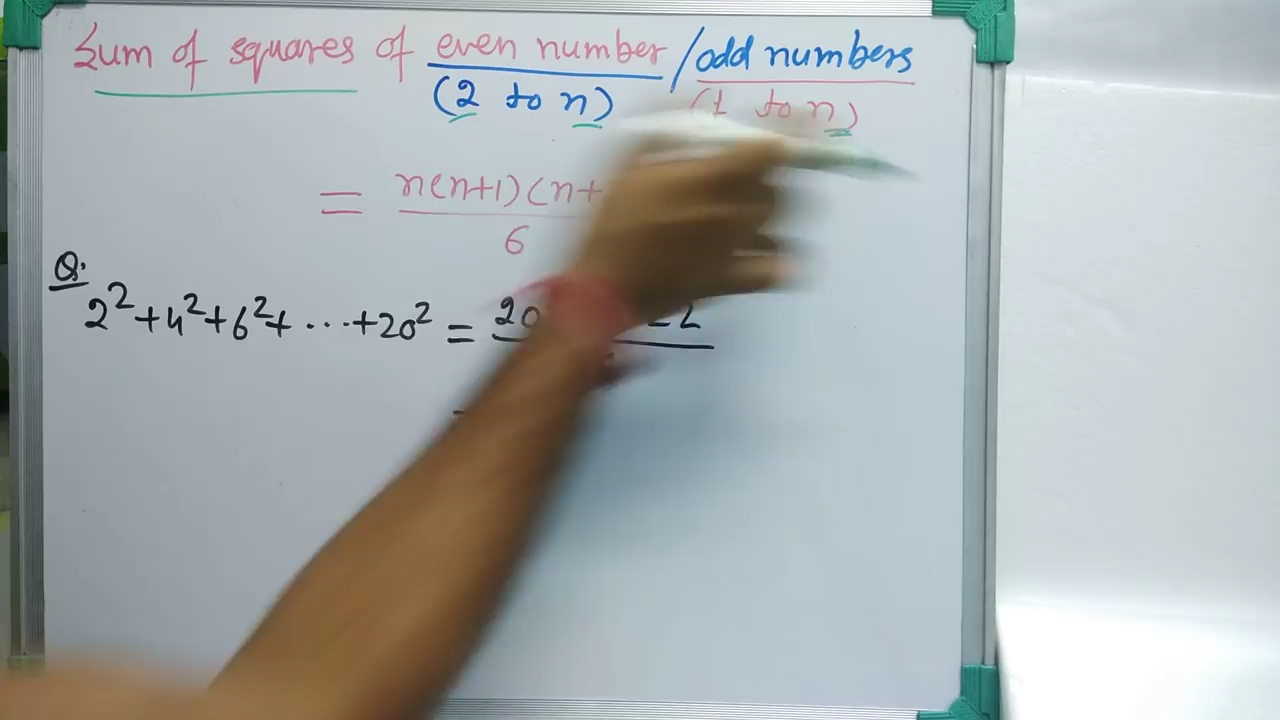 Sum of squares of even number / odd numbers
(2 to n) (1 to n)
= n(n+1)(n+
6
Q.
2²+4²+6²+ ...+20² = 20 22